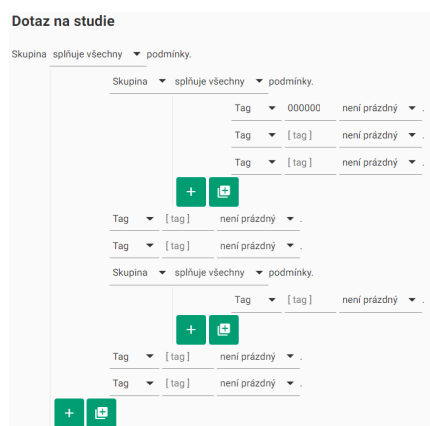 Dotaz na studie
Skupina splňuje všechny podmínky.
Skupina splňuje všechny podmínky.
Tag 000000 není prázdný .
Tag [ tag ] není prázdný .
Tag [ tag ] není prázdný .
+
Tag [ tag ] není prázdný .
Tag [ tag ] není prázdný .
Skupina splňuje všechny podmínky.
Tag [ tag ] není prázdný .
+
Tag [ tag ] není prázdný .
Tag [ tag ] není prázdný .
+